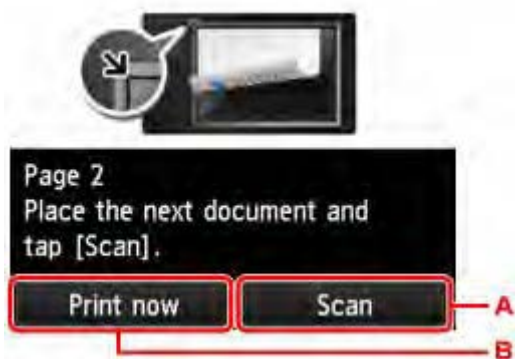 Page 2
Place the next document and
tap [Scan].
Print now Scan A
B